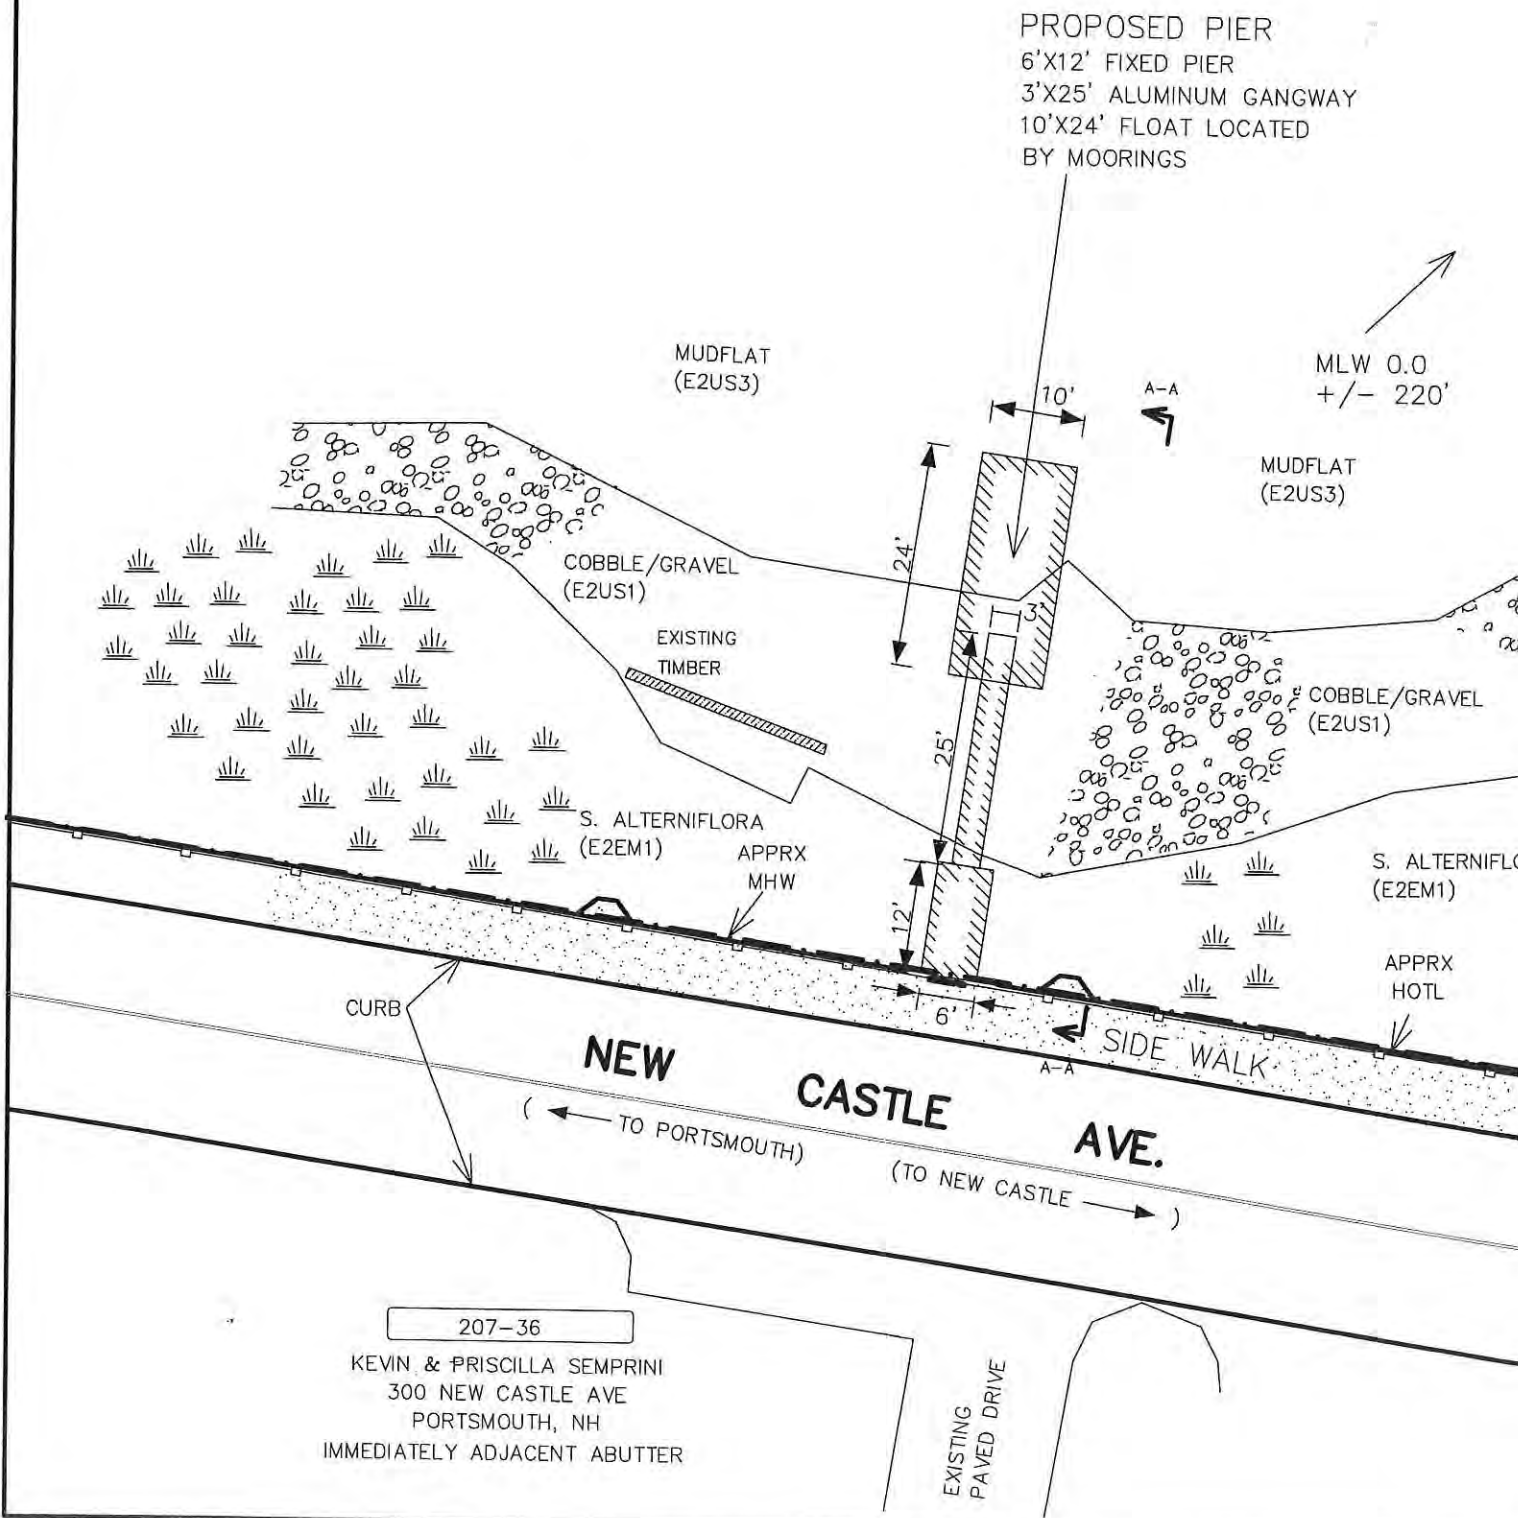 PROPOSED PIER
6'X12' FIXED PIER
3'X25' ALUMINUM GANGWAY
10'X24' FLOAT LOCATED
BY MOORINGS
MLW 0.0
+/- 220'
MUDFLAT
(E2US3)
10'
A-A
MUDFLAT
(E2US3)
24'
COBBLE/GRAVEL
(E2US1)
3'
EXISTING
TIMBER
COBBLE/GRAVEL
(E2US1)
25'
S. ALTERNIFLORA
(E2EM1)
APPRX
MHW
S. ALTERNIFLO
(E2EM1)
12'
APPRX
HOTL
CURB
6'
SIDE WALK
A-A
NEW CASTLE AVE.
( TO PORTSMOUTH)
(TO NEW CASTLE )
207-36
KEVIN & PRISCILLA SEMPRINI
300 NEW CASTLE AVE
PORTSMOUTH, NH
IMMEDIATELY ADJACENT ABUTTER
EXISTING
PAVED DRIVE